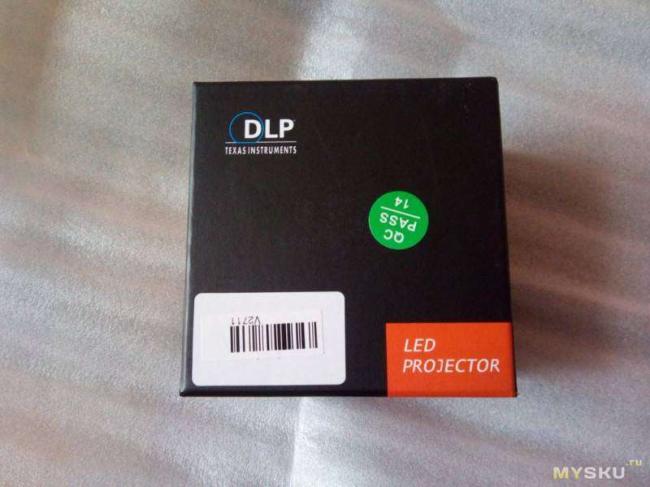 DLP
TEXAS INSTRUMENTS
QC
PASS
14
V2711
LED
PROJECTOR
MYSKU.ru